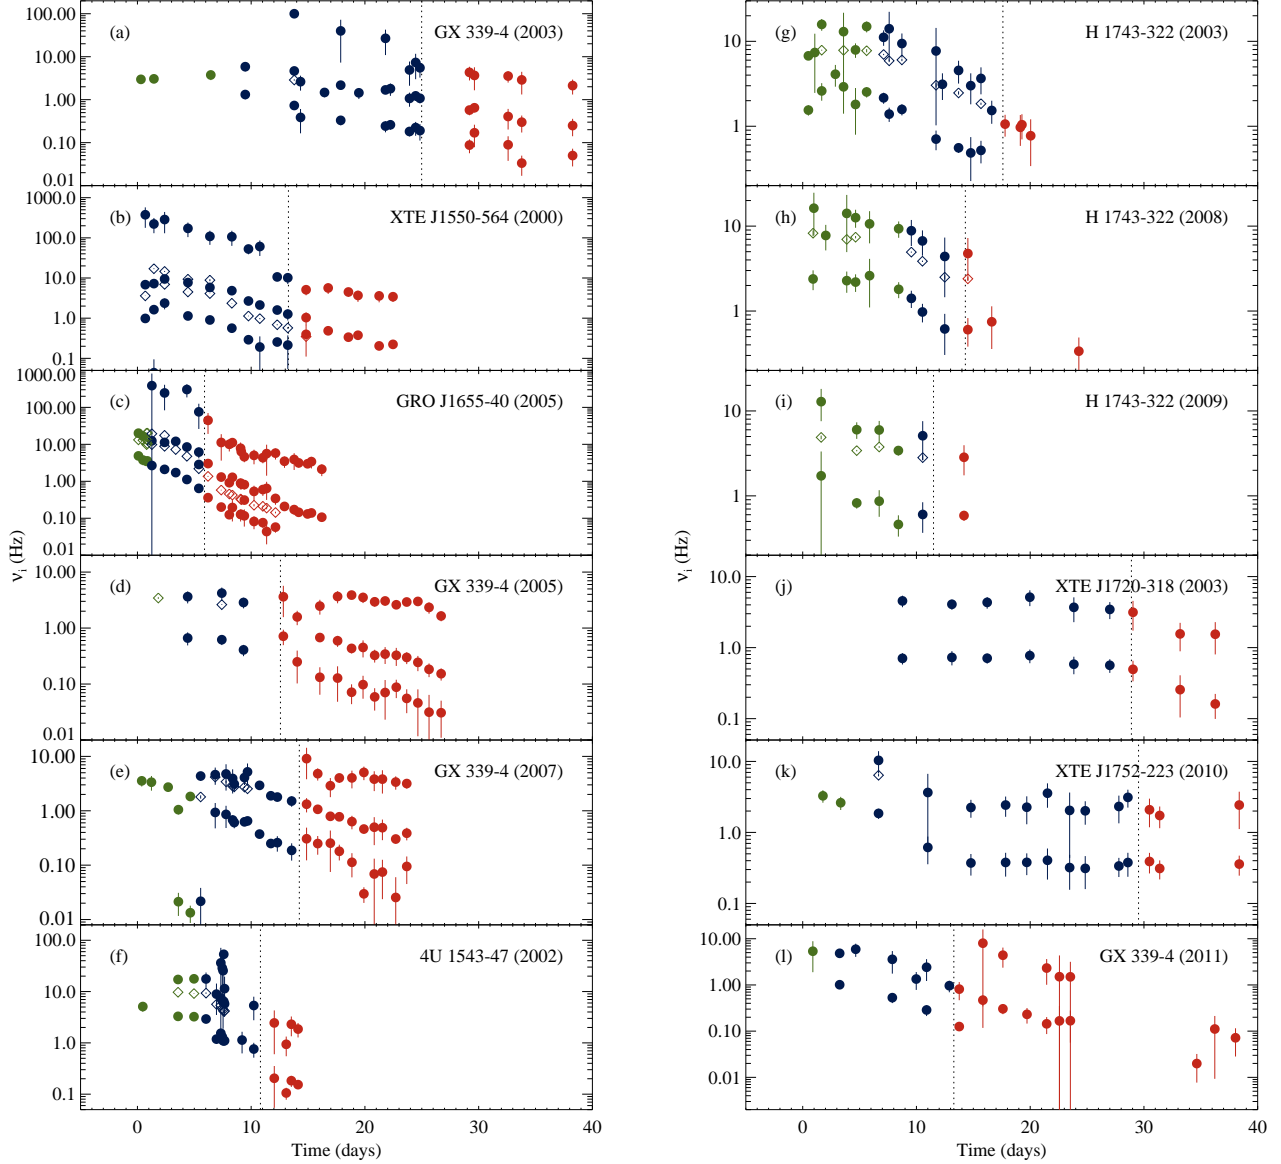 (a) GX 339-4 (2003)
100.00
10.00
1.00
0.10
0.01
(b) XTE J1550-564 (2000)
1000.0
100.0
10.0
1.0
0.1
(c) GRO J1655-40 (2005)
1000.00
100.00
10.00
1.00
0.10
0.01
ν_i (Hz)
(d) GX 339-4 (2005)
10.00
1.00
0.10
0.01
(e) GX 339-4 (2007)
10.00
1.00
0.10
0.01
(f) 4U 1543-47 (2002)
100.0
10.0
1.0
0.1
0 10 20 30 40
Time (days)
(g) H 1743-322 (2003)
10
1
(h) H 1743-322 (2008)
10
1
(i) H 1743-322 (2009)
10
1
ν_i (Hz)
(j) XTE J1720-318 (2003)
10.0
1.0
0.1
(k) XTE J1752-223 (2010)
10.0
1.0
0.1
(l) GX 339-4 (2011)
10.00
1.00
0.10
0.01
0 10 20 30 40
Time (days)